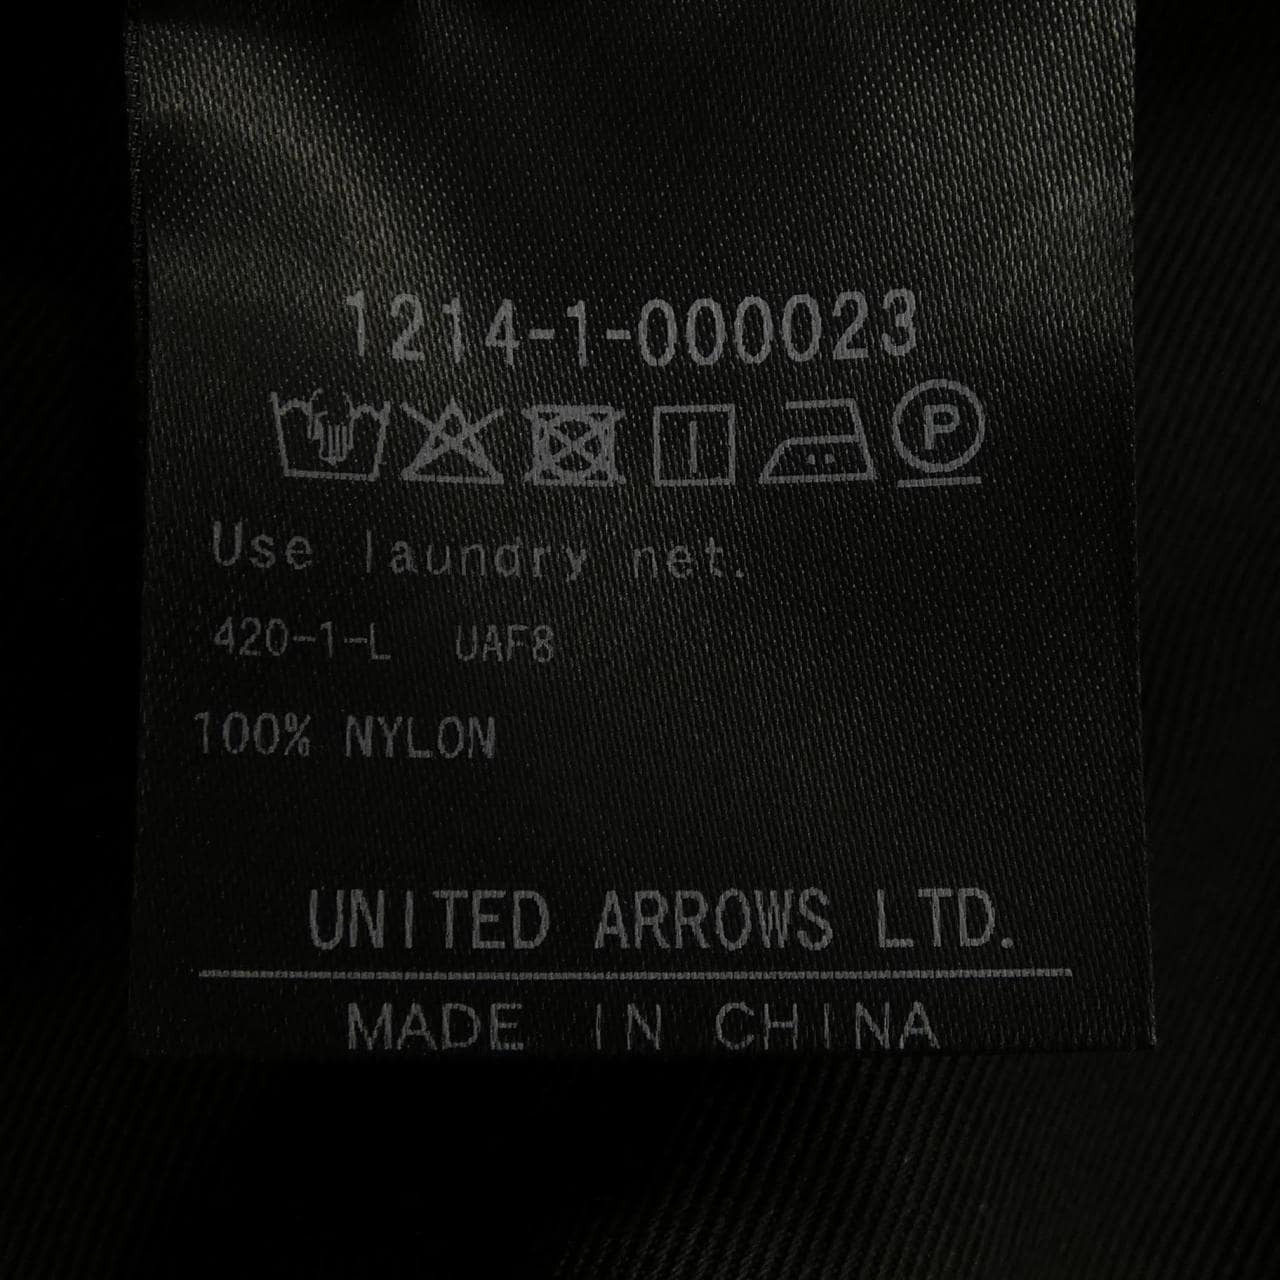 1214-1-000023
P
Use laundry net.
420-1-L UAF8
100% NYLON
UNITED ARROWS LTD.
MADE IN CHINA